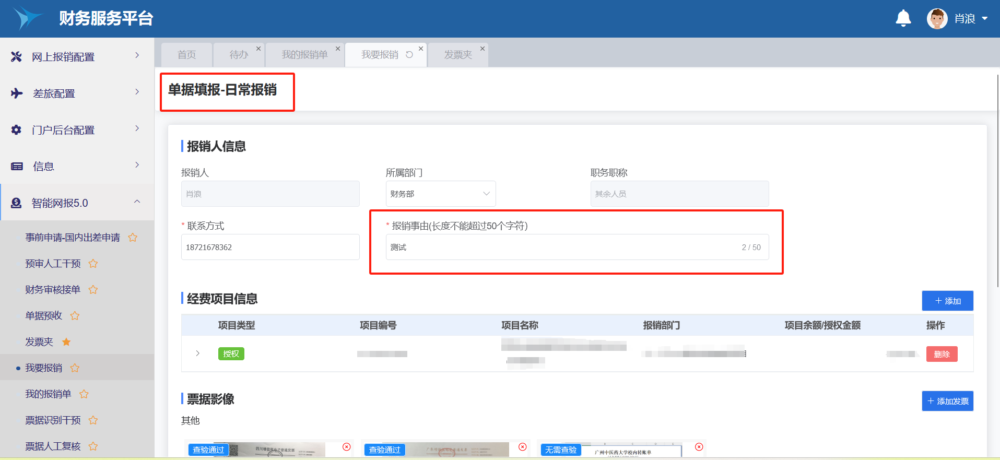 财务服务平台
肖浪
网上报销配置
差旅配置
门户后台配置
信息
智能网报5.0
事前申请-国内出差申请
预审人工干预
财务审核接单
单据预收
发票夹
我要报销
我的报销单
票据识别干预
票据人工复核
首页 待办 我的报销单 我要报销 发票夹
单据填报-日常报销
报销人信息
报销人 所属部门 职务职称
肖浪 财务部 其余人员
* 联系方式 * 报销事由(长度不能超过50个字符)
18721678362 测试 2 / 50
经费项目信息 + 添加
项目类型 项目编号 项目名称 报销部门 项目余额/授权金额 操作
授权 删除
票据影像 + 添加发票
其他
查验通过 四川增值税电子普通发票 查验通过 无需查验 广州中医药大学校内转账单